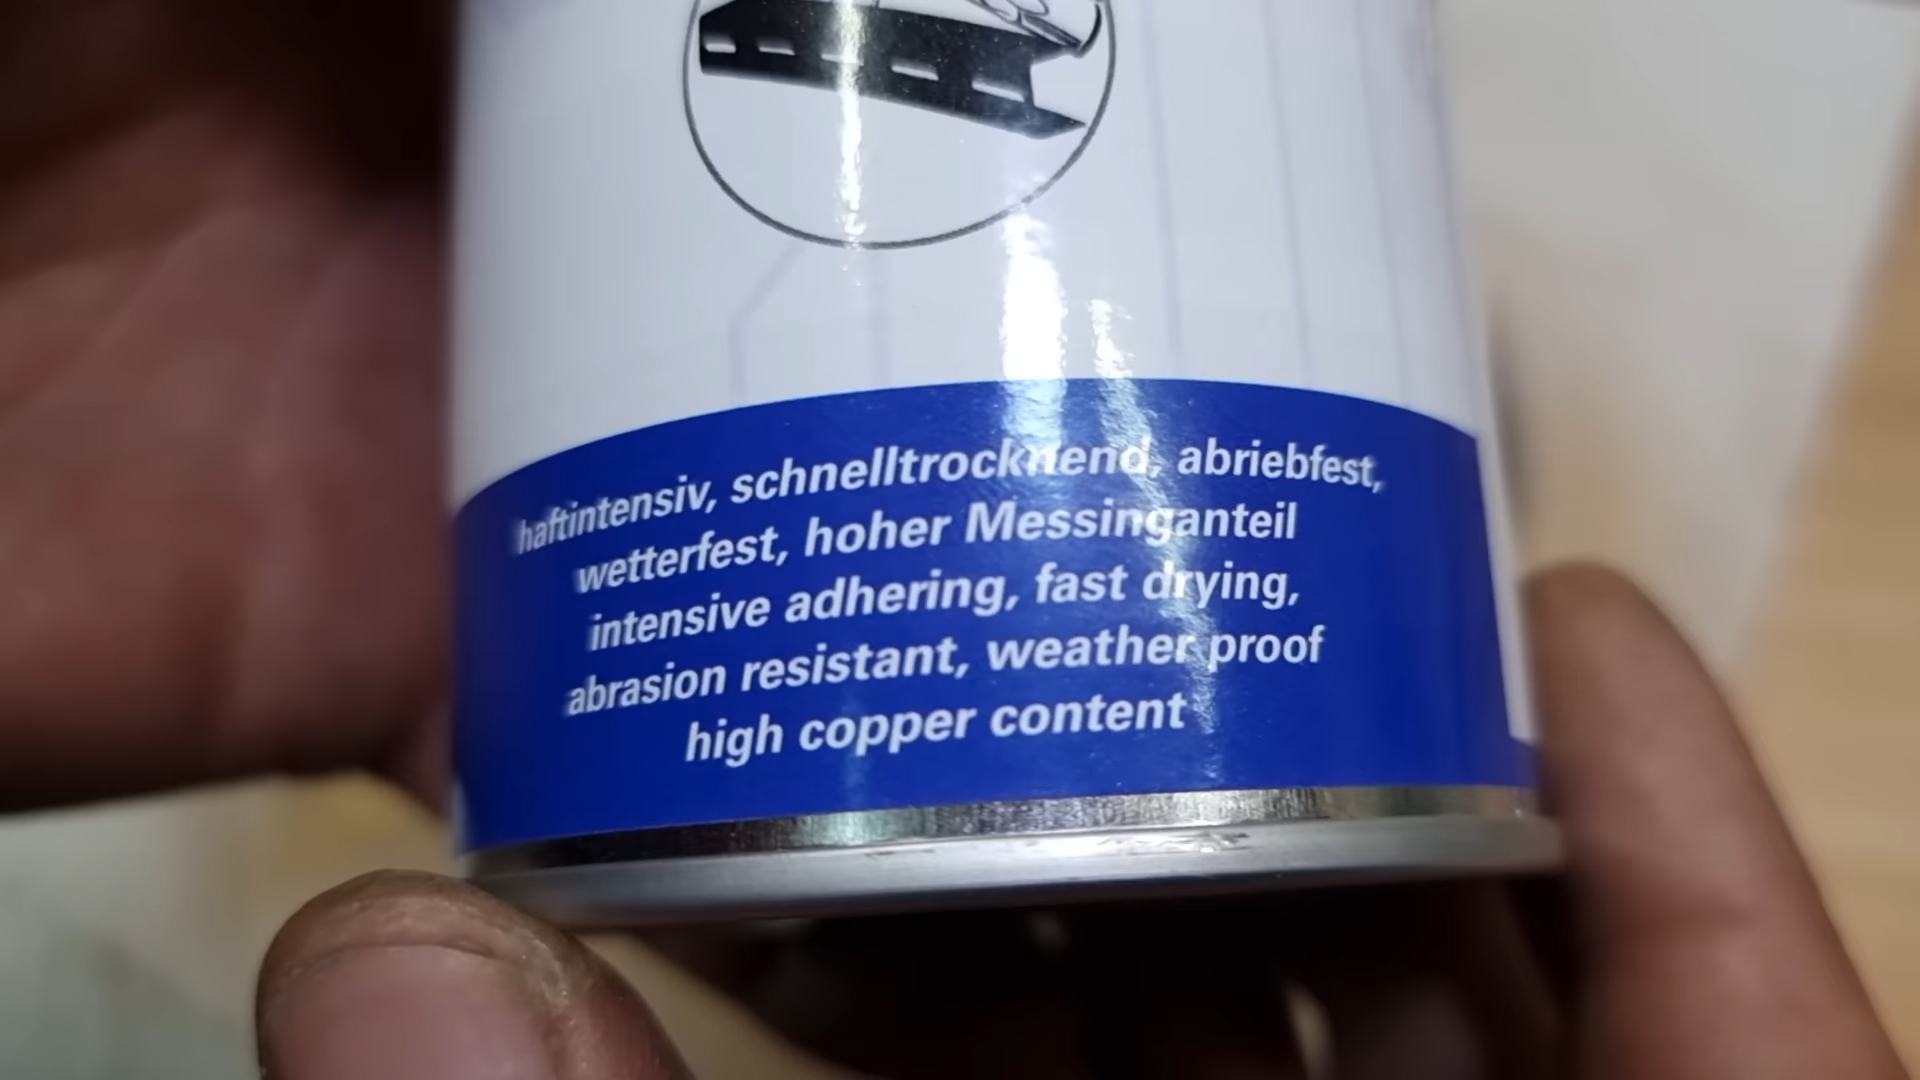 haftintensiv, schnelltrocknend, abriebfest,
wetterfest, hoher Messinganteil
intensive adhering, fast drying,
abrasion resistant, weather proof
high copper content